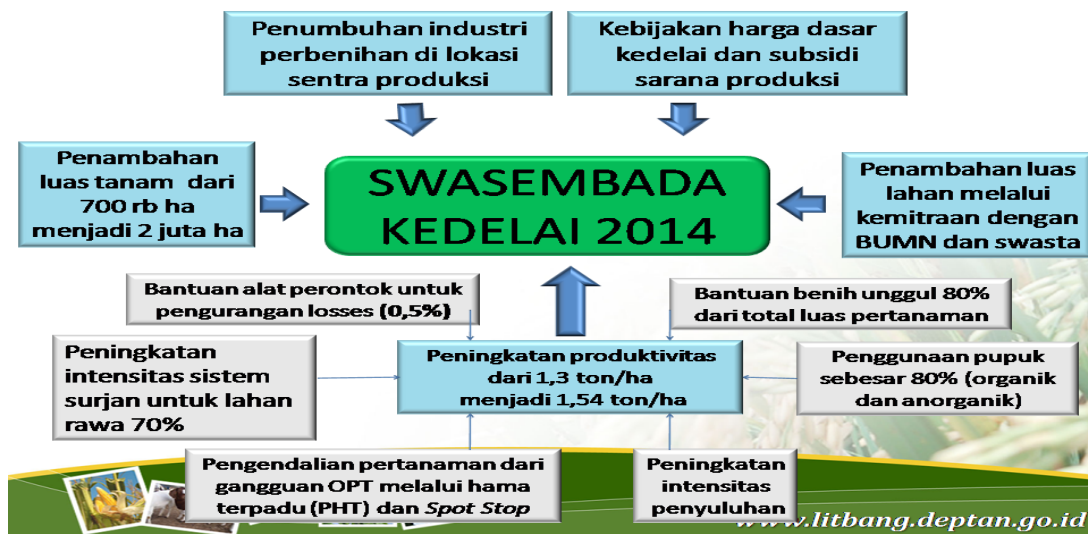 Penumbuhan industri
perbenihan di lokasi
sentra produksi
Kebijakan harga dasar
kedelai dan subsidi
sarana produksi
Penambahan
luas tanam dari
700 rb ha
menjadi 2 juta ha
SWASEMBADA
KEDELAI 2014
Penambahan luas
lahan melalui
kemitraan dengan
BUMN dan swasta
Bantuan alat perontok untuk
pengurangan losses (0,5%)
Bantuan benih unggul 80%
dari total luas pertanaman
Peningkatan
intensitas sistem
surjan untuk lahan
rawa 70%
Peningkatan produktivitas
dari 1,3 ton/ha
menjadi 1,54 ton/ha
Penggunaan pupuk
sebesar 80% (organik
dan anorganik)
Pengendalian pertanaman dari
gangguan OPT melalui hama
terpadu (PHT) dan Spot Stop
Peningkatan
intensitas
penyuluhan
www.litbang.deptan.go.id